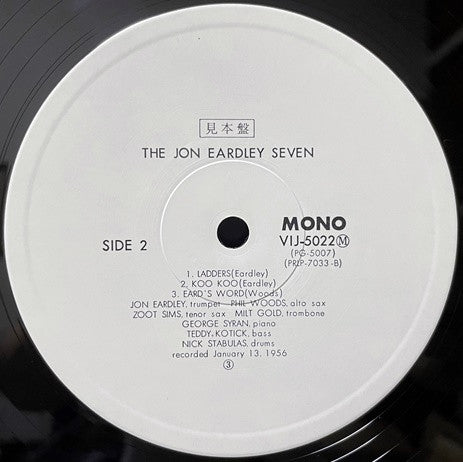 見本盤
THE JON EARDLEY SEVEN
SIDE 2
MONO
VIJ-5022Ⓜ
(PG-5007)
(PRLP-7033-B)
1. LADDERS(Eardley)
2. KOO KOO(Eardley)
3. EARD'S WORD(Woods)
JON EARDLEY, trumpet PHIL WOODS, alto sax
ZOOT SIMS, tenor sax MILT GOLD, trombone
GEORGE SYRAN, piano
TEDDY KOTICK, bass
NICK STABULAS, drums
recorded January 13, 1956
③